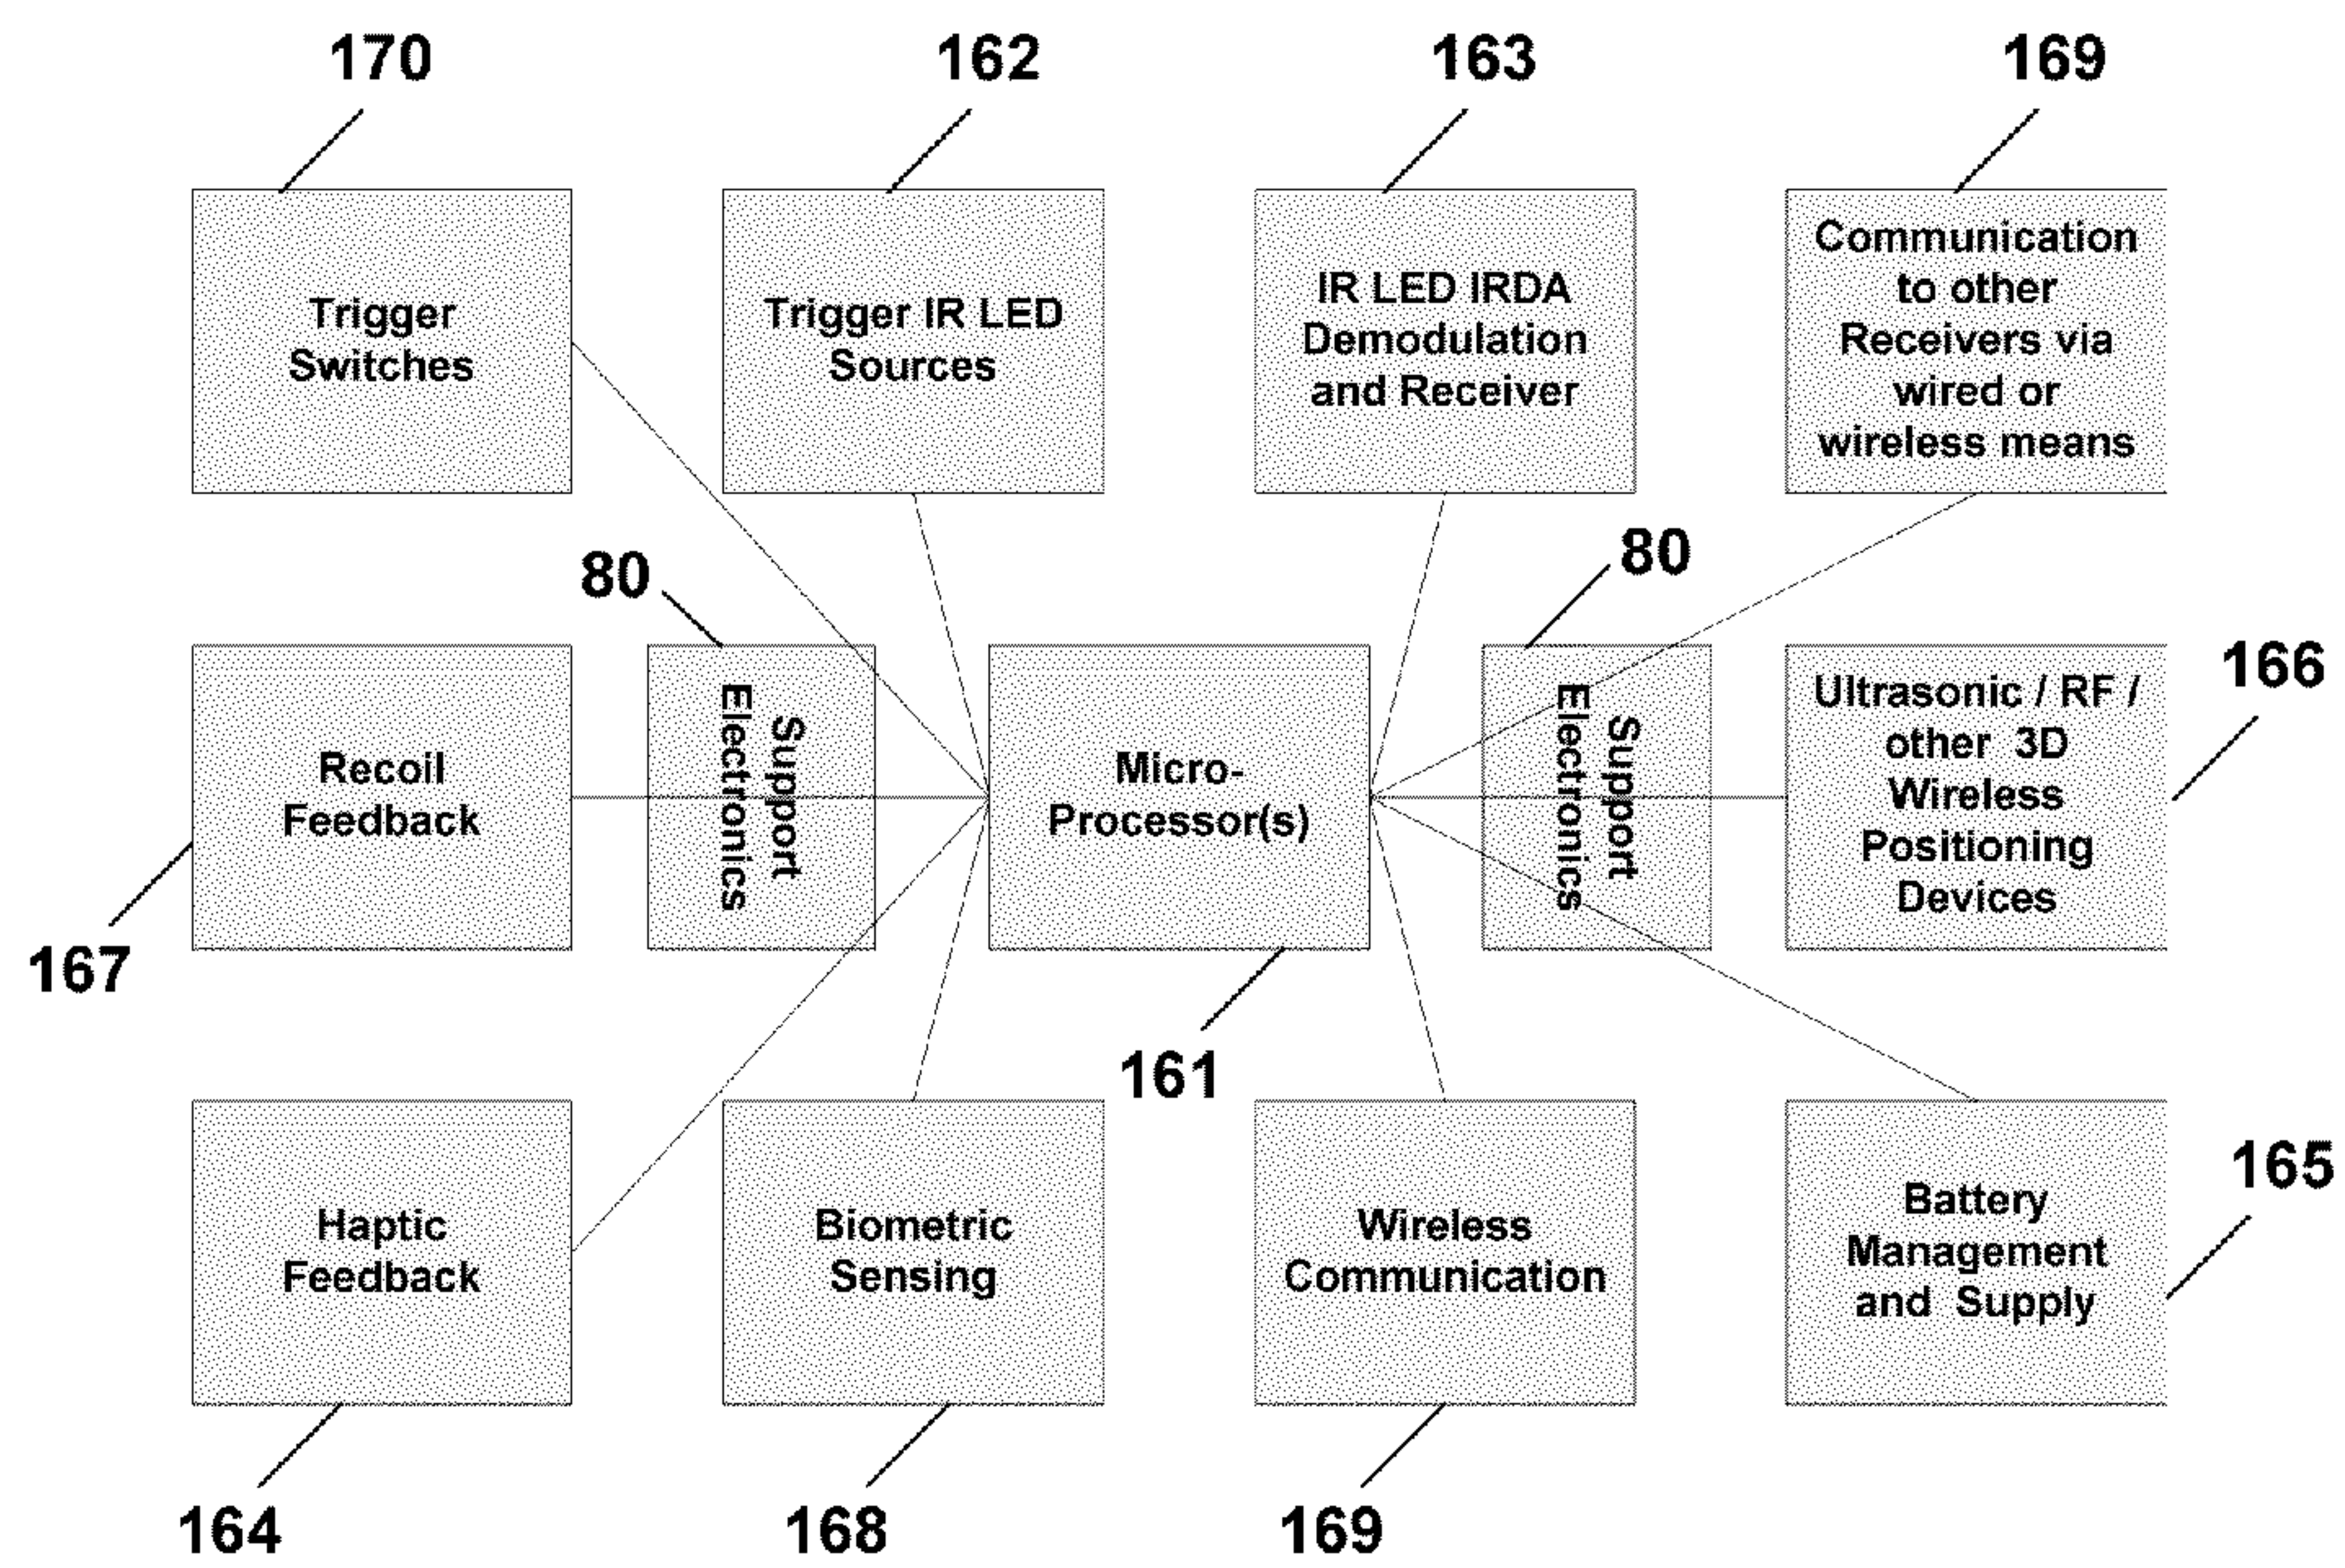 170
162
163
169
Trigger
Switches
Trigger IR LED
Sources
IR LED IRDA
Demodulation
and Receiver
Communication
to other
Receivers via
wired or
wireless means
80
80
Recoil
Feedback
Support
Electronics
Micro-
Processor(s)
Support
Electronics
Ultrasonic / RF /
other 3D
Wireless
Positioning
Devices
166
167
161
Haptic
Feedback
Biometric
Sensing
Wireless
Communication
Battery
Management
and Supply
165
164
168
169